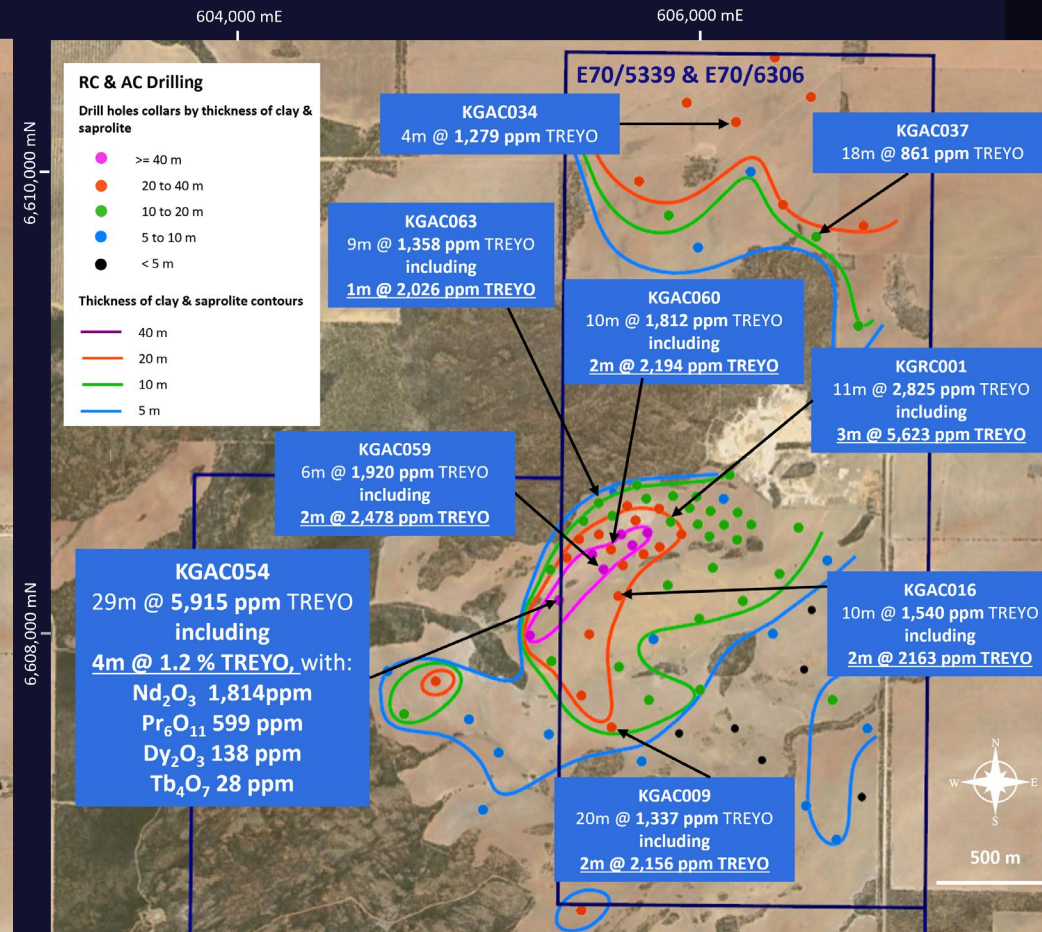 604,000 mE
606,000 mE
6,610,000 mN
6,608,000 mN
RC & AC Drilling
Drill holes collars by thickness of clay &
saprolite
>= 40 m
20 to 40 m
10 to 20 m
5 to 10 m
< 5 m
Thickness of clay & saprolite contours
40 m
20 m
10 m
5 m
E70/5339 & E70/6306
KGAC034
4m @ 1,279 ppm TREYO
KGAC037
18m @ 861 ppm TREYO
KGAC063
9m @ 1,358 ppm TREYO
including
1m @ 2,026 ppm TREYO
KGAC060
10m @ 1,812 ppm TREYO
including
2m @ 2,194 ppm TREYO
KGRC001
11m @ 2,825 ppm TREYO
including
3m @ 5,623 ppm TREYO
KGAC059
6m @ 1,920 ppm TREYO
including
2m @ 2,478 ppm TREYO
KGAC054
29m @ 5,915 ppm TREYO
including
4m @ 1.2 % TREYO, with:
Nd₂O₃ 1,814ppm
Pr₆O₁₁ 599 ppm
Dy₂O₃ 138 ppm
Tb₄O₇ 28 ppm
KGAC016
10m @ 1,540 ppm TREYO
including
2m @ 2163 ppm TREYO
KGAC009
20m @ 1,337 ppm TREYO
including
2m @ 2,156 ppm TREYO
N
W
E
S
500 m